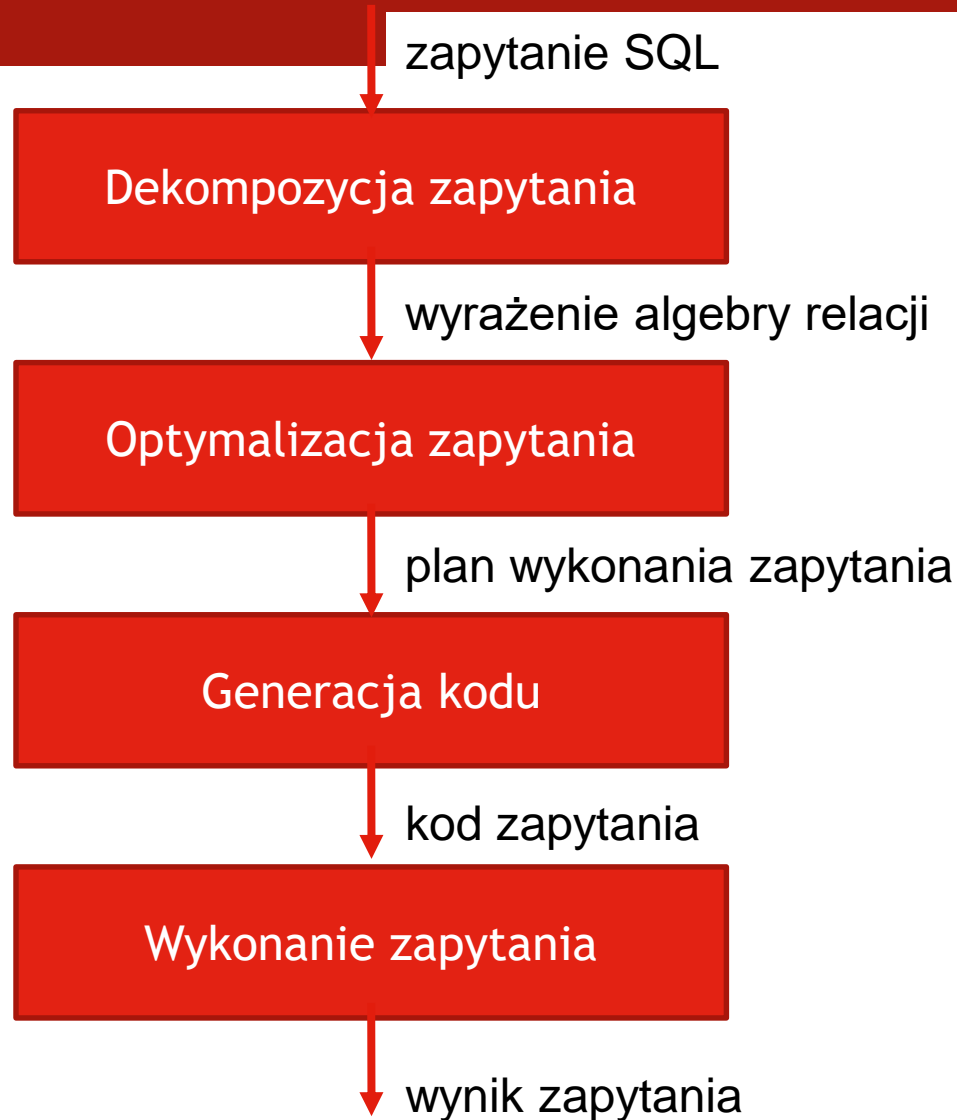 zapytanie SQL
Dekompozycja zapytania
wyrażenie algebry relacji
Optymalizacja zapytania
plan wykonania zapytania
Generacja kodu
kod zapytania
Wykonanie zapytania
wynik zapytania